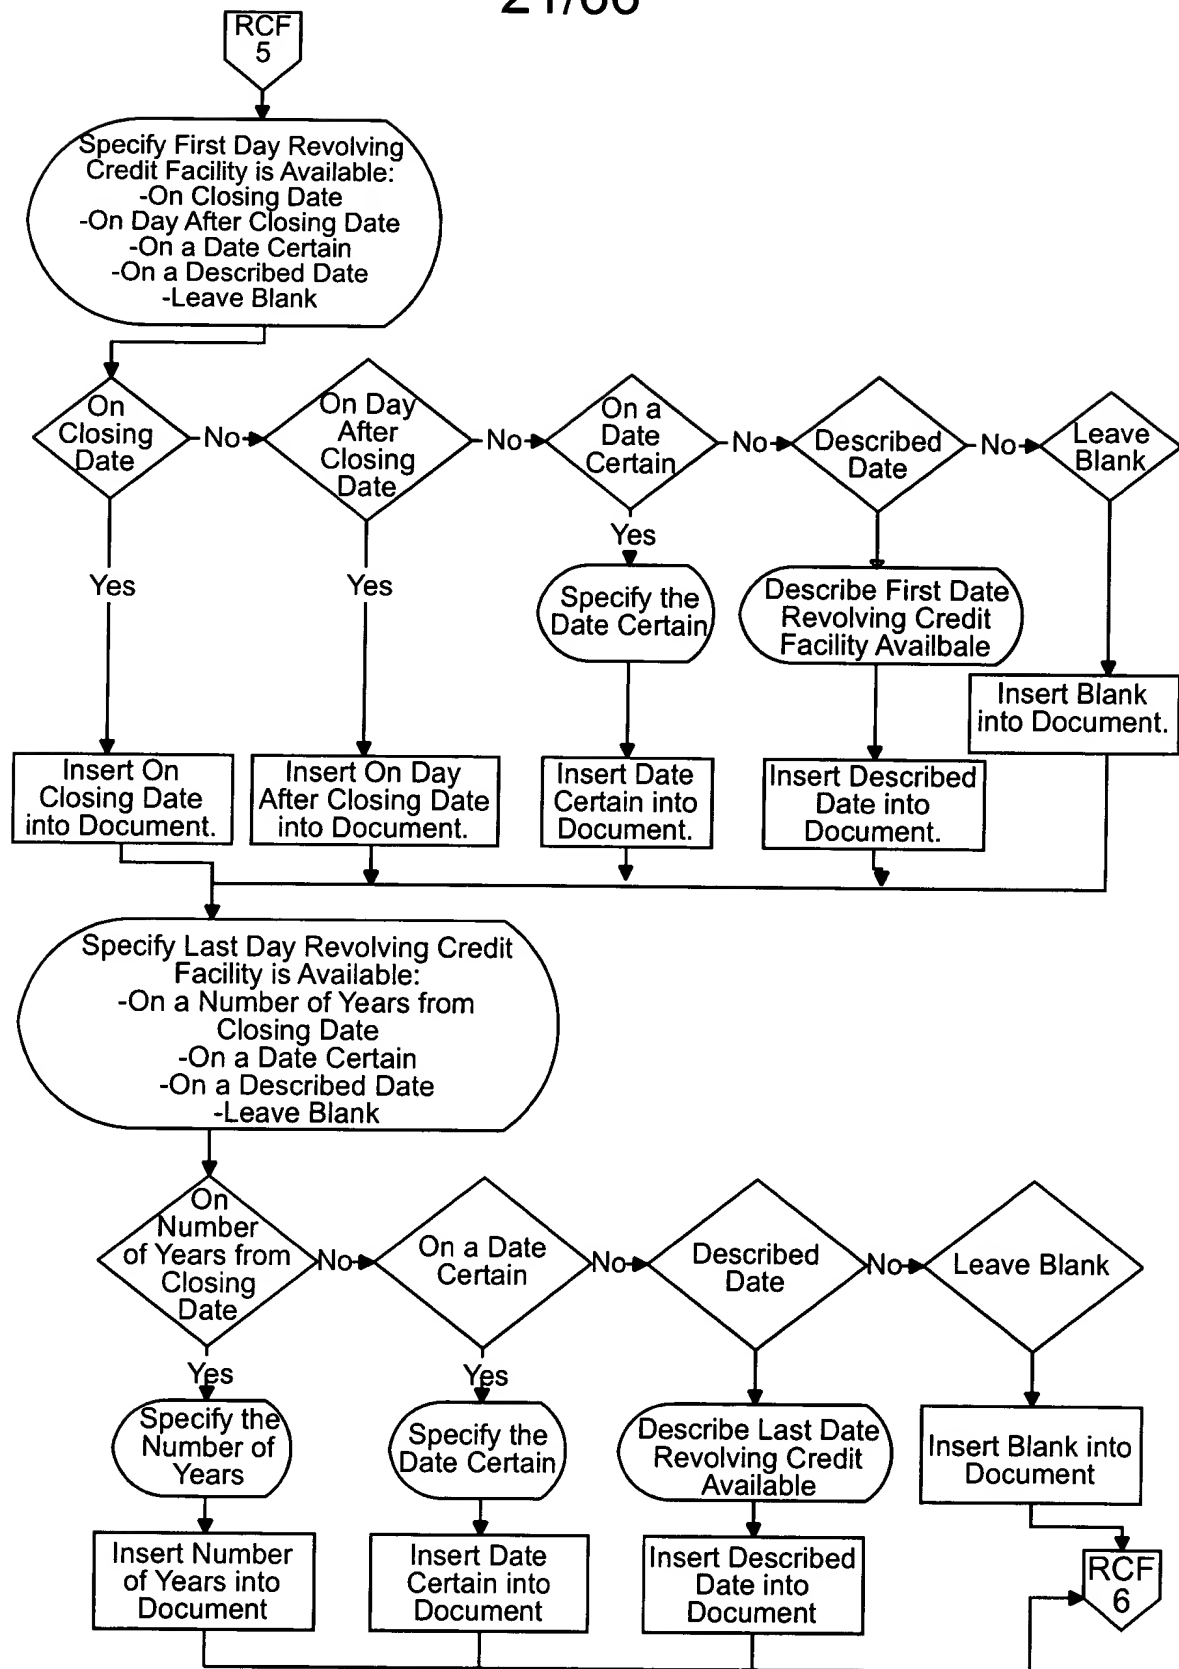 21/66
RCF
5
Specify First Day Revolving
Credit Facility is Available:
-On Closing Date
-On Day After Closing Date
-On a Date Certain
-On a Described Date
-Leave Blank
On
Closing
Date
No
On Day
After
Closing
Date
No
On a
Date
Certain
No
Described
Date
No
Leave
Blank
Yes
Yes
Yes
Specify the
Date Certain
Describe First Date
Revolving Credit
Facility Availbale
Insert Blank
into Document.
Insert On
Closing Date
into Document.
Insert On Day
After Closing Date
into Document.
Insert Date
Certain into
Document.
Insert Described
Date into
Document.
Specify Last Day Revolving Credit
Facility is Available:
-On a Number of Years from
Closing Date
-On a Date Certain
-On a Described Date
-Leave Blank
On
Number
of Years from
Closing
Date
No
On a Date
Certain
No
Described
Date
No
Leave Blank
Yes
Yes
Specify the
Number of
Years
Specify the
Date Certain
Describe Last Date
Revolving Credit
Available
Insert Blank into
Document
Insert Number
of Years into
Document
Insert Date
Certain into
Document
Insert Described
Date into
Document
RCF
6